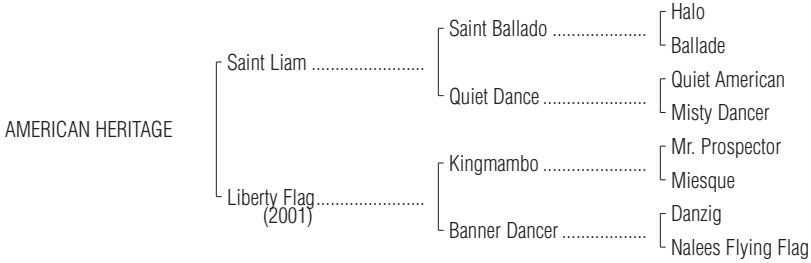 Halo
Saint Ballado .....................
Ballade
Saint Liam ........................
Quiet American
Quiet Dance ......................
Misty Dancer
AMERICAN HERITAGE
Mr. Prospector
Kingmambo ......................
Miesque
Liberty Flag.......................
(2001)
Danzig
Banner Dancer ..................
Nalees Flying Flag